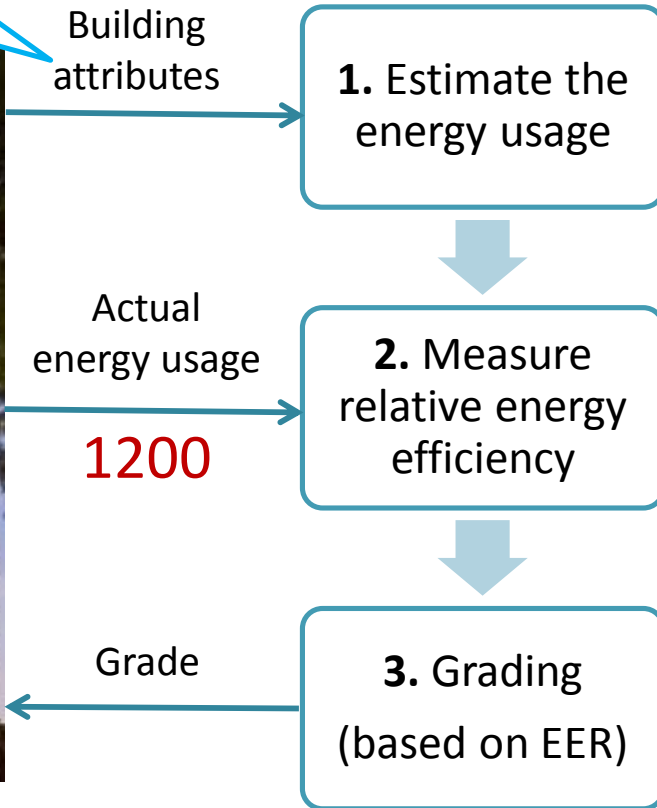 Building
attributes
1. Estimate the
energy usage
Actual
energy usage
1200
2. Measure
relative energy
efficiency
Grade
3. Grading
(based on EER)